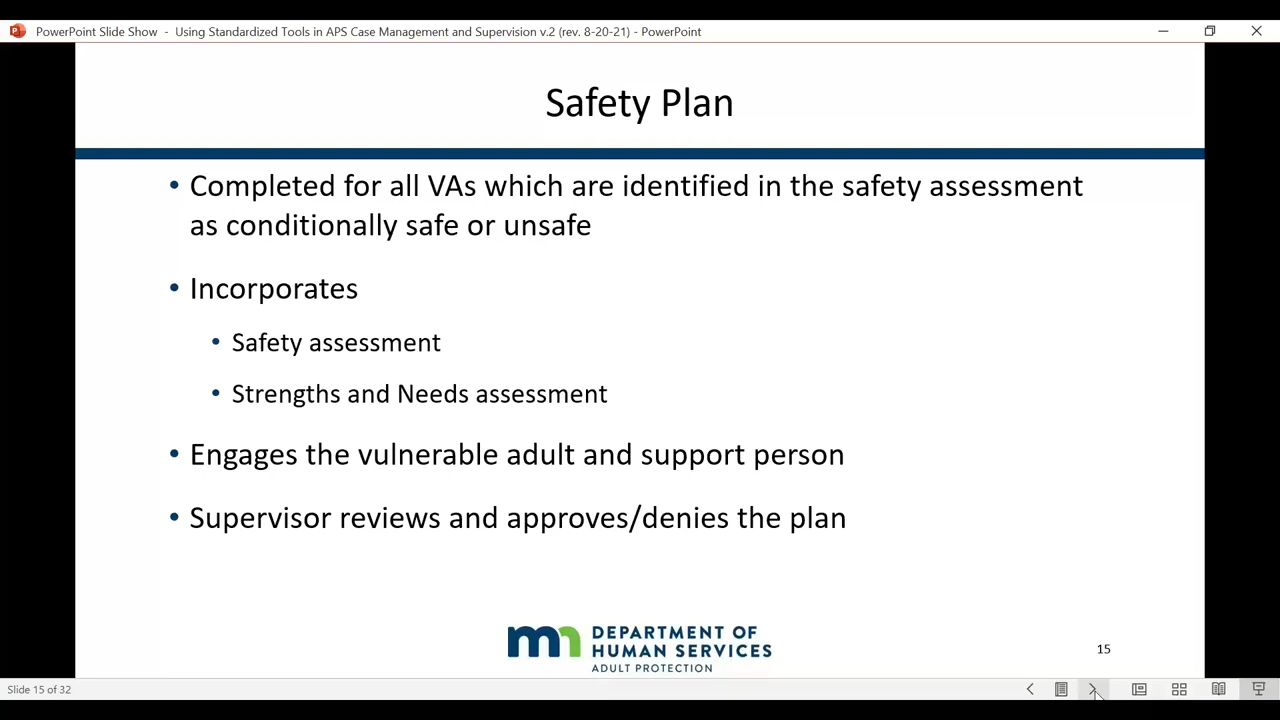 PowerPoint Slide Show - Using Standardized Tools in APS Case Management and Supervision v.2 (rev. 8-20-21) - PowerPoint
Safety Plan
• Completed for all VAs which are identified in the safety assessment
as conditionally safe or unsafe
• Incorporates
• Safety assessment
• Strengths and Needs assessment
• Engages the vulnerable adult and support person
• Supervisor reviews and approves/denies the plan
mn DEPARTMENT OF
HUMAN SERVICES
ADULT PROTECTION
15
Slide 15 of 32